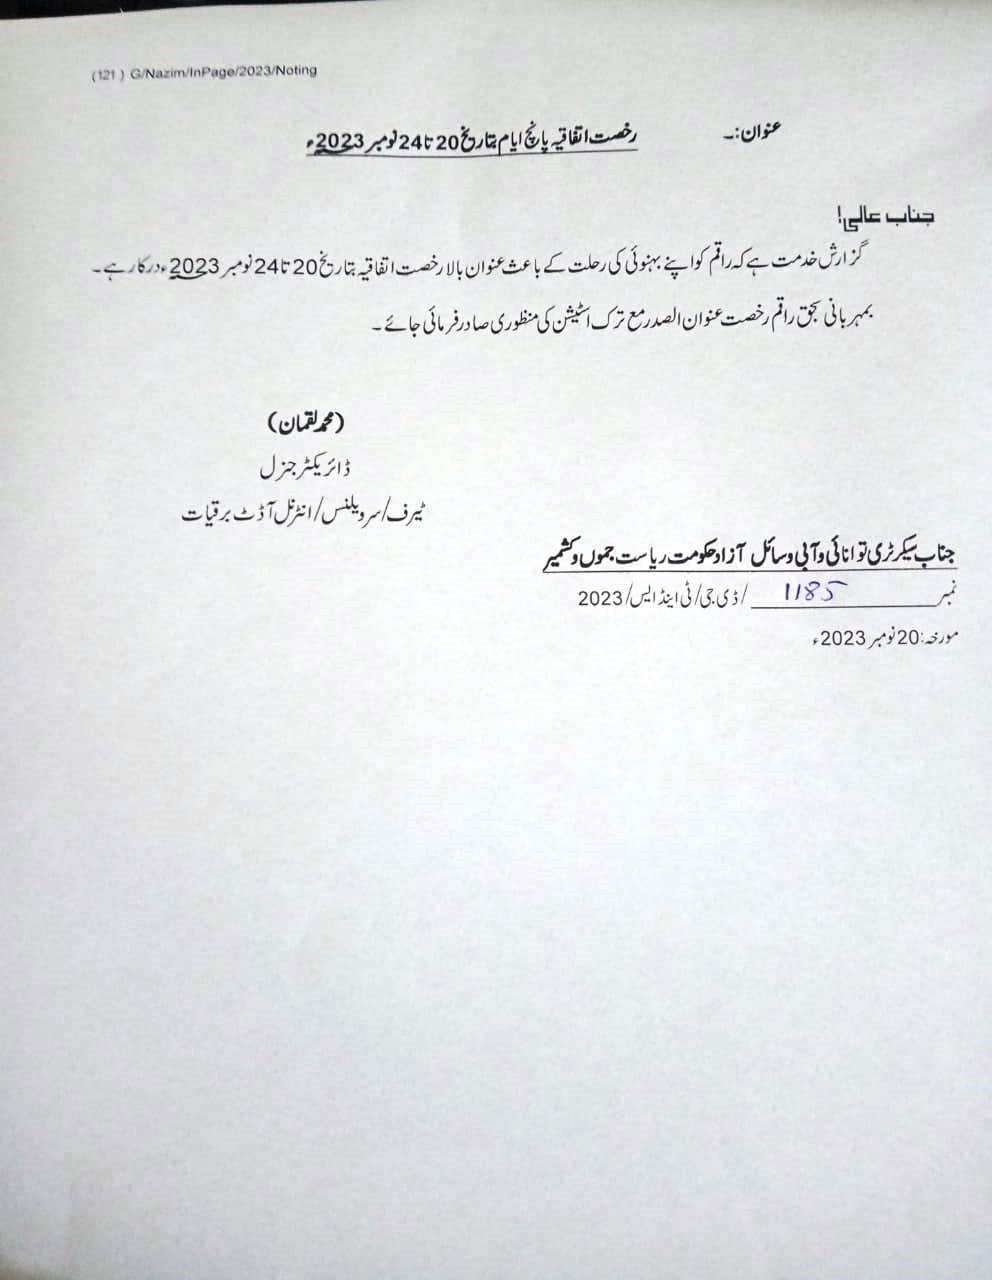 (121 ) G/Nazim/InPage/2023/Noting
عنوان:۔ رخصت اتفاقیہ پانچ ایام بتاریخ 20 تا 24 نومبر 2023ء
جناب عالی!
گزارش خدمت ہے کہ راقم کو اپنے بہنوئی کی رحلت کے باعث عنوان بالا رخصت اتفاقیہ بتاریخ 20 تا 24 نومبر 2023ء درکار ہے۔
بمہربانی بحق راقم رخصت عنوان الصدر مع ترک اسٹیشن کی منظوری صادر فرمائی جائے۔
(محمد لقمان)
ڈائریکٹر جنرل
ٹیرف/سرویلنس/انٹرنل آڈٹ برقیات
جناب سیکرٹری توانائی و آبی وسائل آزاد حکومت ریاست جموں و کشمیر
نمبر 1185 /ڈی جی/ٹی اینڈ ایس/2023
مورخہ: 20 نومبر 2023ء